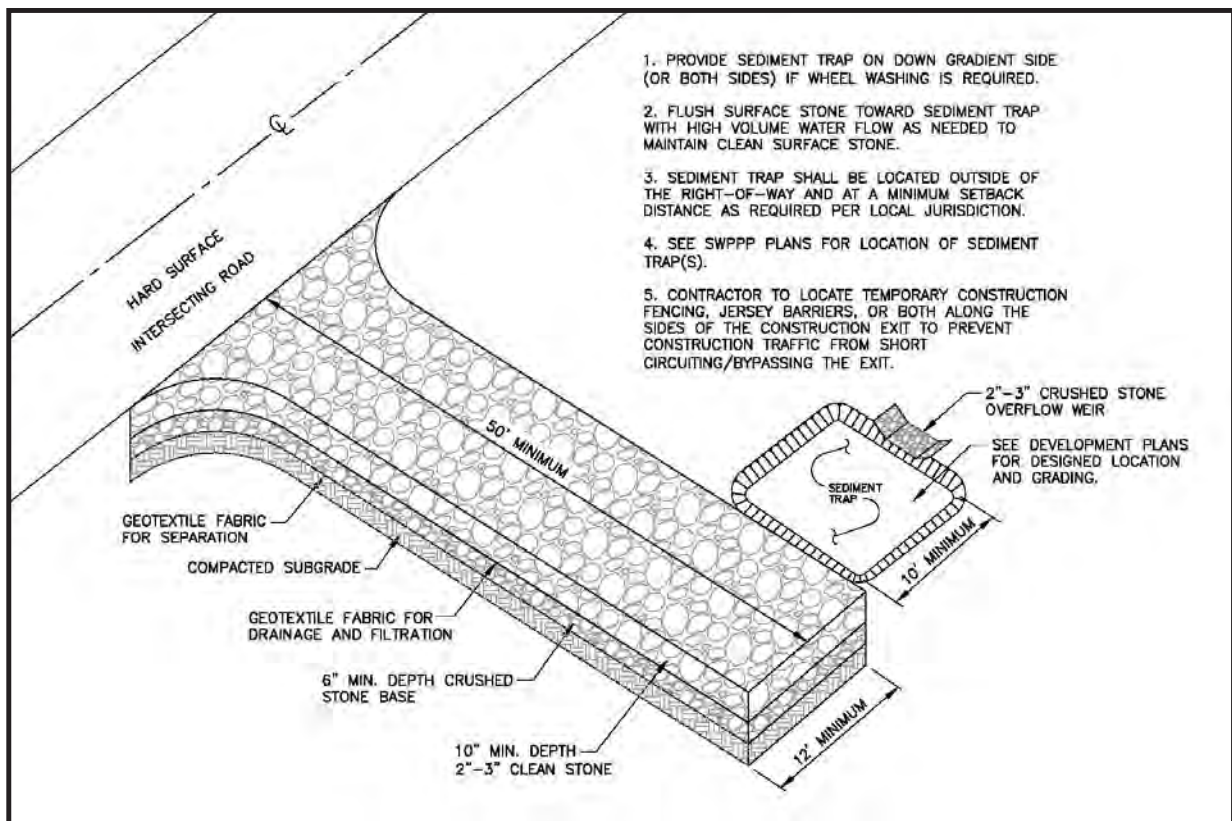 1. PROVIDE SEDIMENT TRAP ON DOWN GRADIENT SIDE
(OR BOTH SIDES) IF WHEEL WASHING IS REQUIRED.
2. FLUSH SURFACE STONE TOWARD SEDIMENT TRAP
WITH HIGH VOLUME WATER FLOW AS NEEDED TO
MAINTAIN CLEAN SURFACE STONE.
3. SEDIMENT TRAP SHALL BE LOCATED OUTSIDE OF
THE RIGHT-OF-WAY AND AT A MINIMUM SETBACK
DISTANCE AS REQUIRED PER LOCAL JURISDICTION.
4. SEE SWPPP PLANS FOR LOCATION OF SEDIMENT
TRAP(S).
5. CONTRACTOR TO LOCATE TEMPORARY CONSTRUCTION
FENCING, JERSEY BARRIERS, OR BOTH ALONG THE
SIDES OF THE CONSTRUCTION EXIT TO PREVENT
CONSTRUCTION TRAFFIC FROM SHORT
CIRCUITING/BYPASSING THE EXIT.
℄
HARD SURFACE
INTERSECTING ROAD
50' MINIMUM
2"-3" CRUSHED STONE
OVERFLOW WEIR
SEE DEVELOPMENT PLANS
FOR DESIGNED LOCATION
AND GRADING.
SEDIMENT
TRAP
10' MINIMUM
GEOTEXTILE FABRIC
FOR SEPARATION
COMPACTED SUBGRADE
GEOTEXTILE FABRIC FOR
DRAINAGE AND FILTRATION
6" MIN. DEPTH CRUSHED
STONE BASE
10" MIN. DEPTH
2"-3" CLEAN STONE
12' MINIMUM